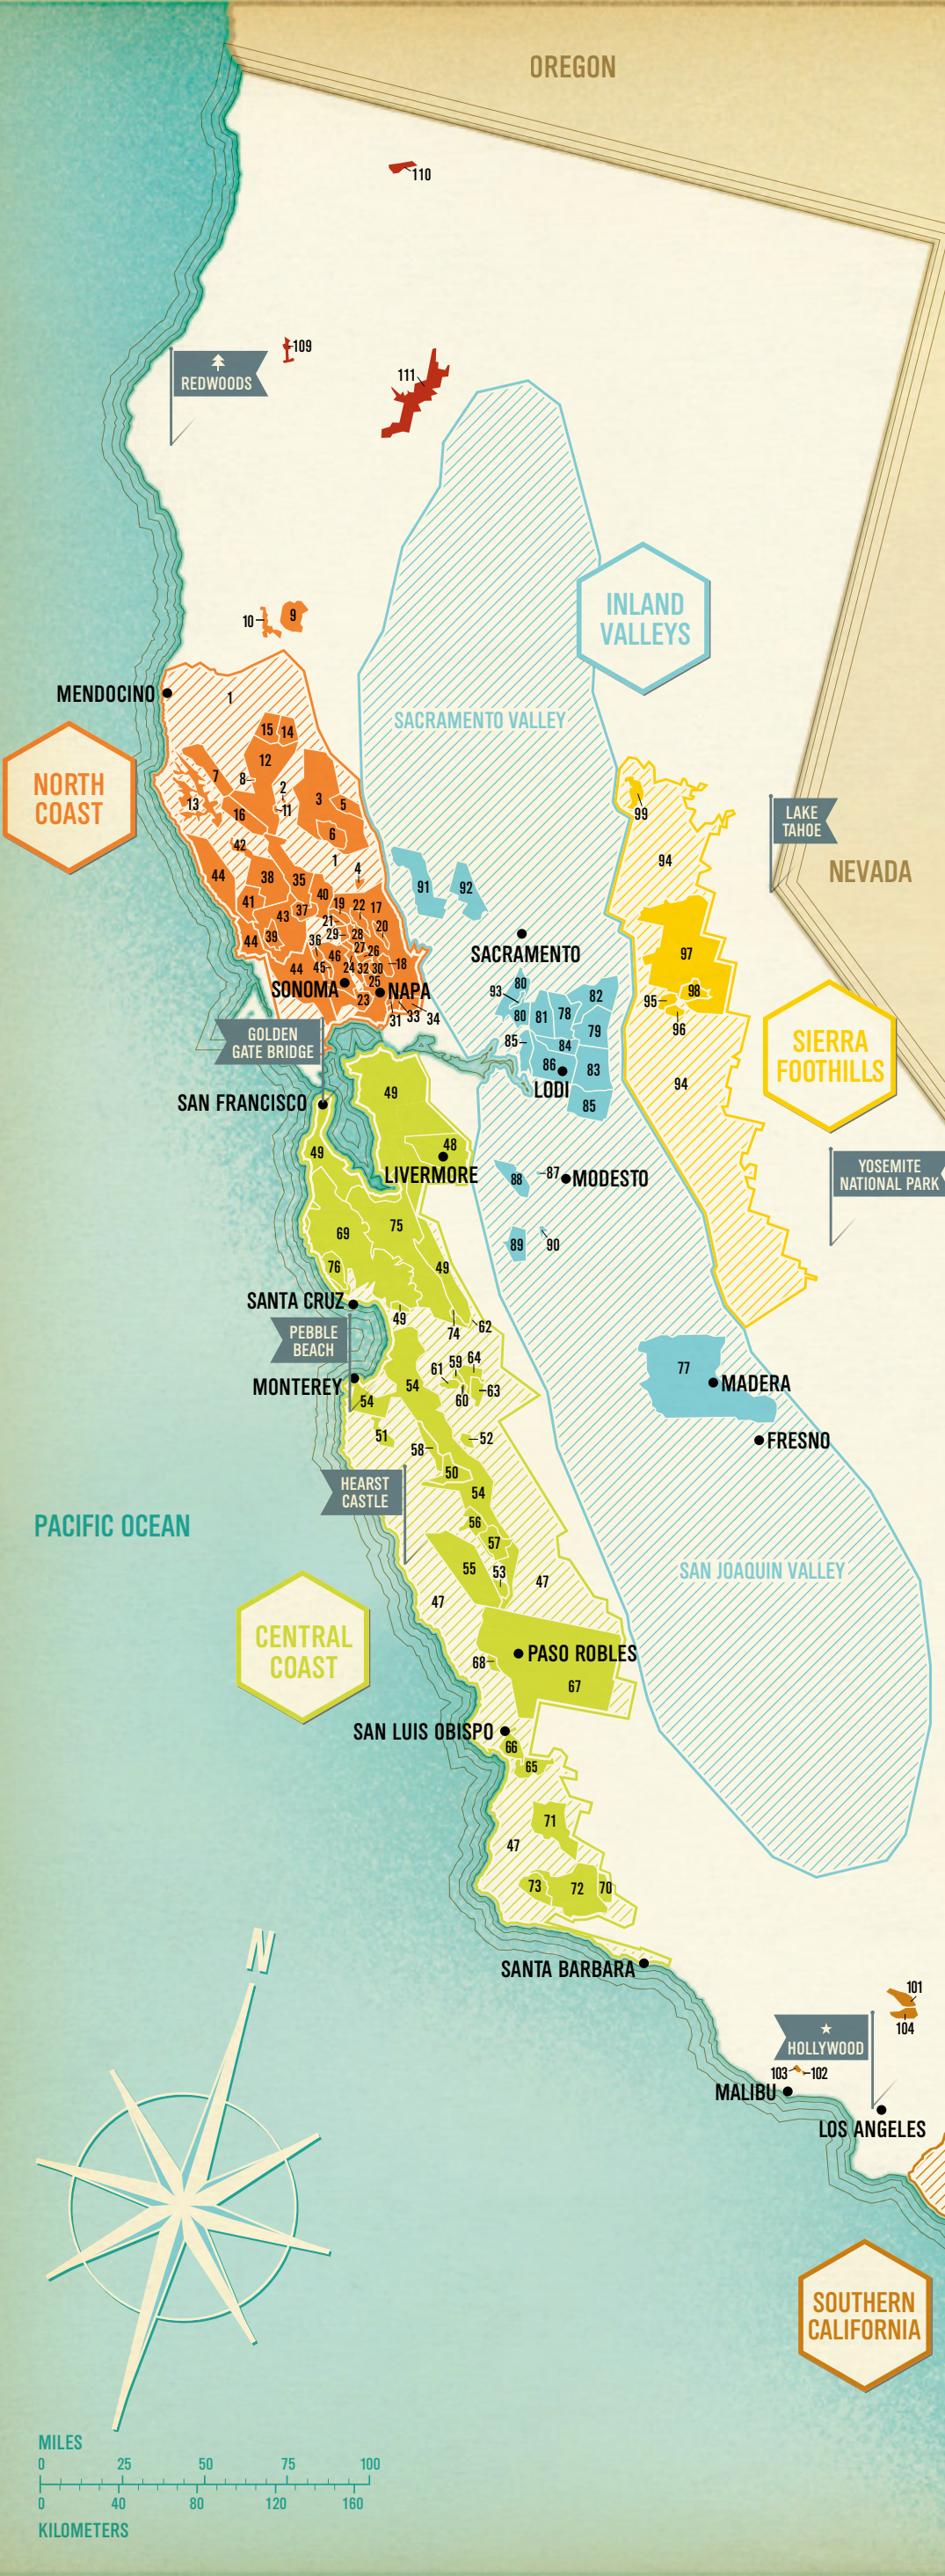 OREGON
110
109
REDWOODS
111
INLAND
VALLEYS
10
9
MENDOCINO
1
SACRAMENTO VALLEY
15
14
NORTH
COAST
7
8
12
2
11
3
5
13
16
6
99
LAKE
TAHOE
42
1
4
94
NEVADA
44
38
35
40
91
92
41
43
37
19
22
17
21
20
44
39
36
29
28
27
26
SACRAMENTO
97
44
45
46
24
32
30
18
25
SONOMA
NAPA
23
31
33
34
93
80
82
95
98
80
81
78
79
96
GOLDEN
GATE BRIDGE
85
84
SIERRA
FOOTHILLS
86
83
94
LODI
85
49
SAN FRANCISCO
49
48
LIVERMORE
88
87
MODESTO
YOSEMITE
NATIONAL PARK
69
75
89
90
76
49
SANTA CRUZ
49
74
62
PEBBLE
BEACH
61
59
64
MONTEREY
54
54
60
63
77
MADERA
51
58
52
FRESNO
50
HEARST
CASTLE
54
PACIFIC OCEAN
56
57
55
53
47
47
SAN JOAQUIN VALLEY
CENTRAL
COAST
68
PASO ROBLES
67
SAN LUIS OBISPO
66
65
71
47
73
72
70
N
SANTA BARBARA
101
104
HOLLYWOOD
103
102
MALIBU
LOS ANGELES
SOUTHERN
CALIFORNIA
MILES
0 25 50 75 100
0 40 80 120 160
KILOMETERS